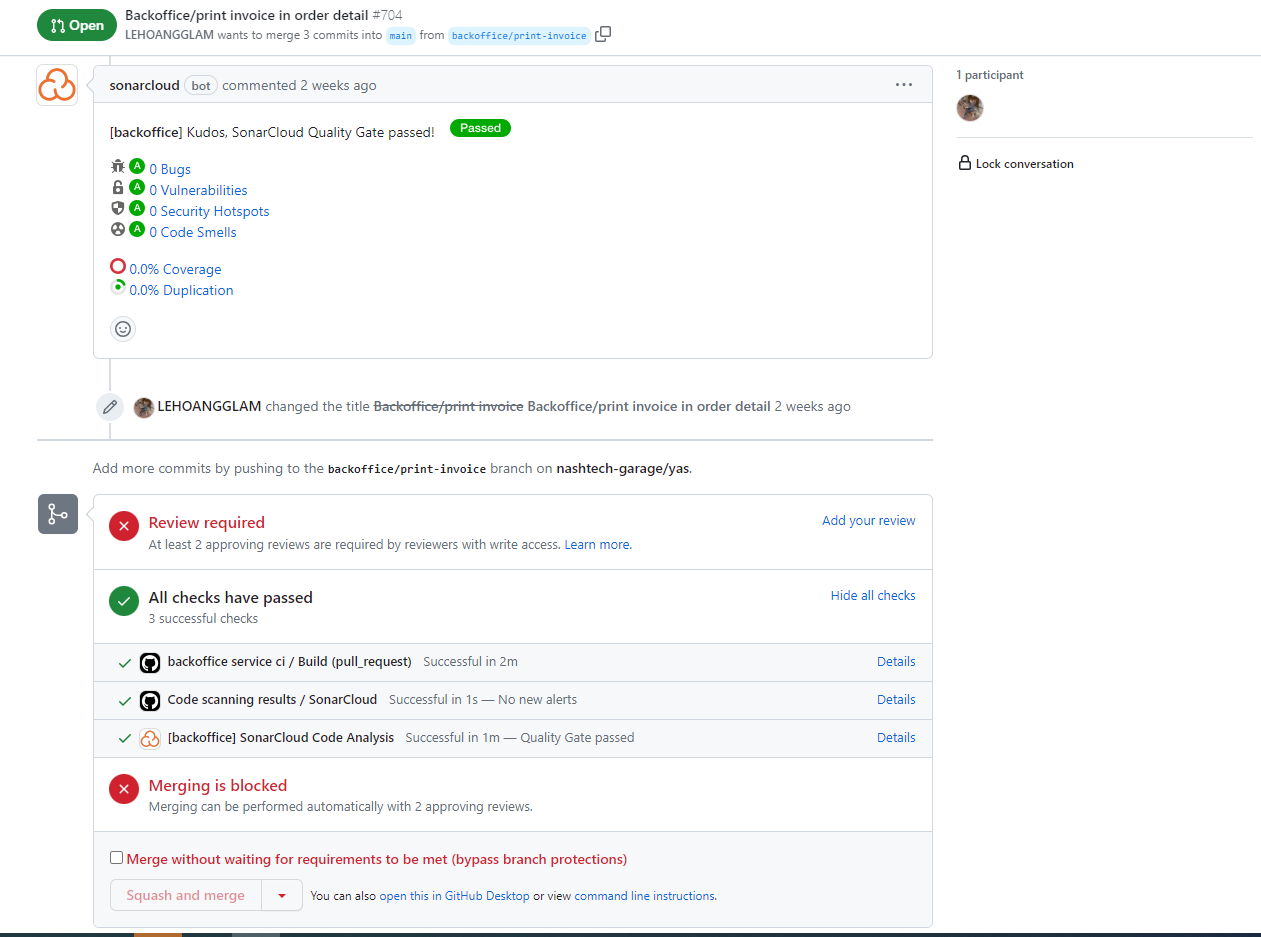 Open
Backoffice/print invoice in order detail #704
LEHOANGGLAM wants to merge 3 commits into main from backoffice/print-invoice
sonarcloud bot commented 2 weeks ago
[backoffice] Kudos, SonarCloud Quality Gate passed! Passed
A 0 Bugs
A 0 Vulnerabilities
A 0 Security Hotspots
A 0 Code Smells
0.0% Coverage
0.0% Duplication
1 participant
Lock conversation
LEHOANGGLAM changed the title Backoffice/print invoice Backoffice/print invoice in order detail 2 weeks ago
Add more commits by pushing to the backoffice/print-invoice branch on nashtech-garage/yas.
Review required
Add your review
At least 2 approving reviews are required by reviewers with write access. Learn more.
All checks have passed
Hide all checks
3 successful checks
backoffice service ci / Build (pull_request) Successful in 2m Details
Code scanning results / SonarCloud Successful in 1s — No new alerts Details
[backoffice] SonarCloud Code Analysis Successful in 1m — Quality Gate passed Details
Merging is blocked
Merging can be performed automatically with 2 approving reviews.
Merge without waiting for requirements to be met (bypass branch protections)
Squash and merge
You can also open this in GitHub Desktop or view command line instructions.